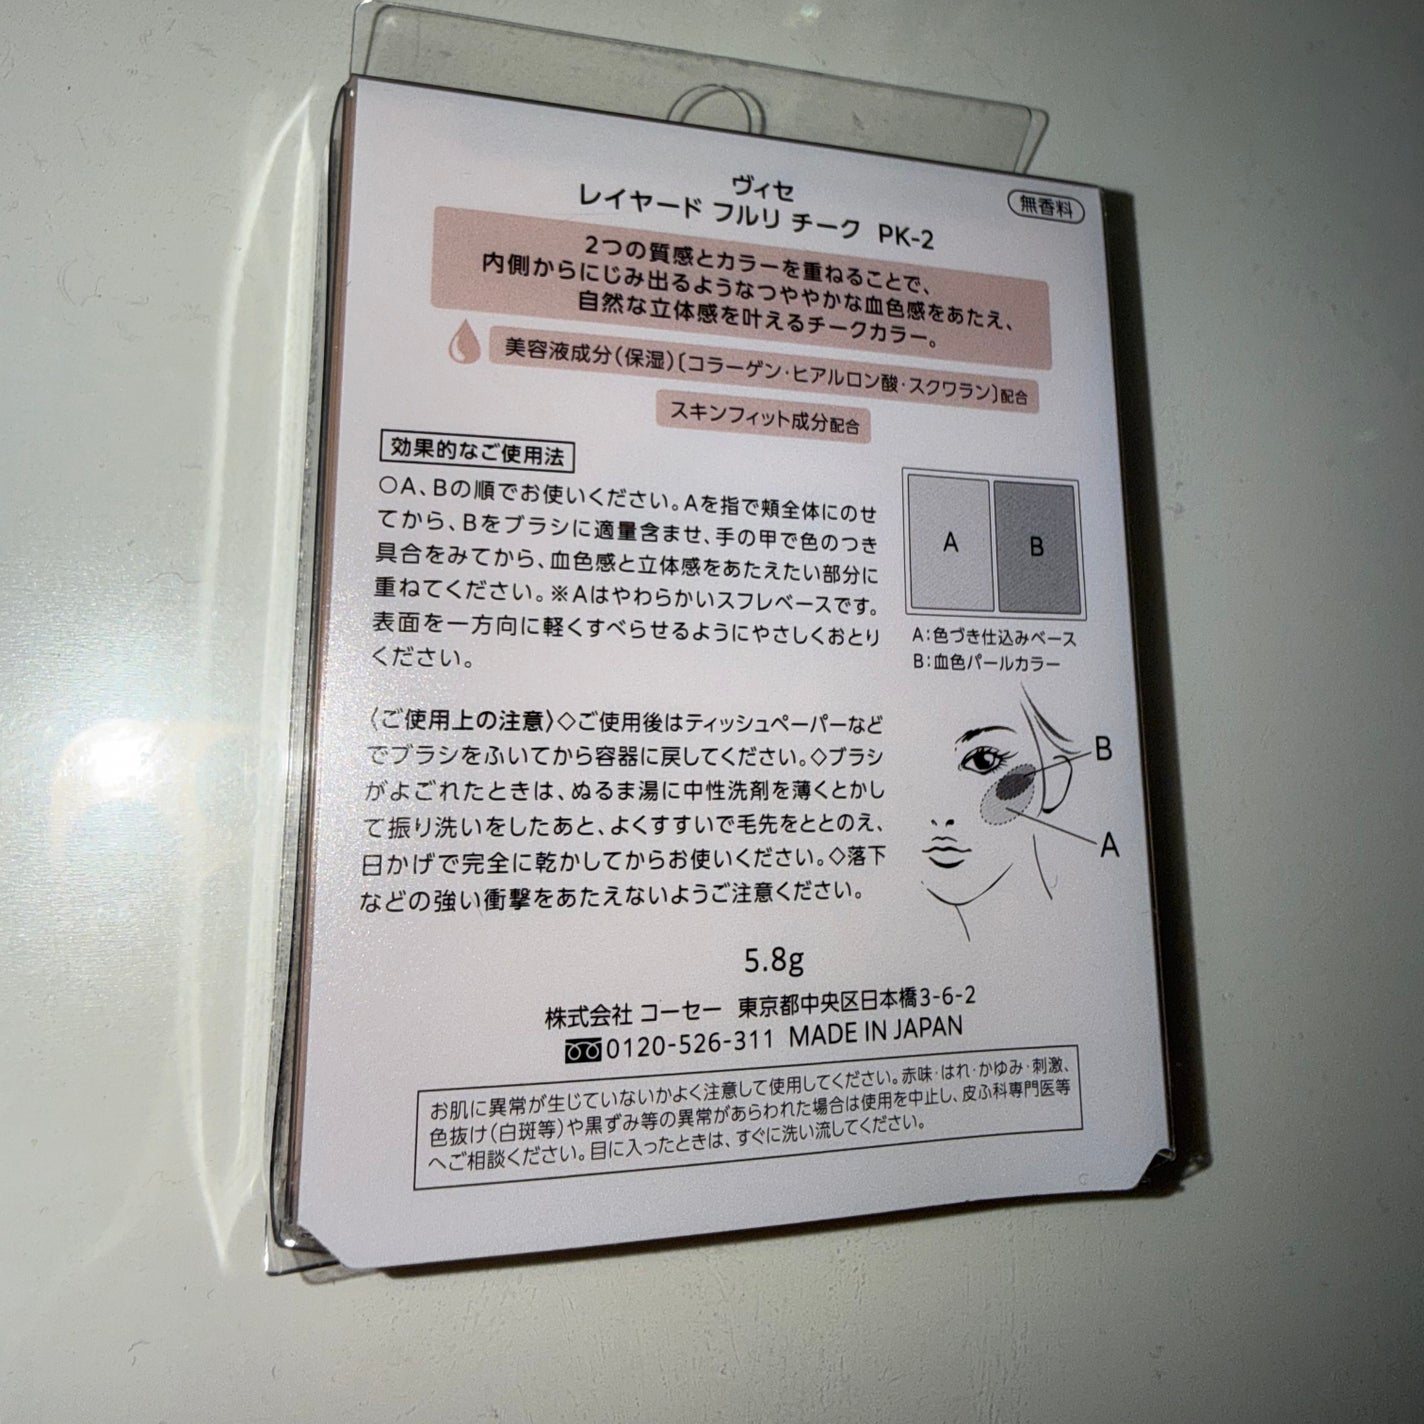 ヴィセ
レイヤード フルリ チーク PK-2
無香料
2つの質感とカラーを重ねることで、
内側からにじみ出るようなつややかな血色感をあたえ、
自然な立体感を叶えるチークカラー。
美容液成分(保湿)〔コラーゲン・ヒアルロン酸・スクワラン〕配合
スキンフィット成分配合
効果的なご使用法
○A、Bの順でお使いください。Aを指で頬全体にのせ
てから、Bをブラシに適量含ませ、手の甲で色のつき
具合をみてから、血色感と立体感をあたえたい部分に
重ねてください。※Aはやわらかいスフレベースです。
表面を一方向に軽くすべらせるようにやさしくおとり
ください。
A
B
A:色づき仕込みベース
B:血色パールカラー
〈ご使用上の注意〉◇ご使用後はティッシュペーパーなど
でブラシをふいてから容器に戻してください。◇ブラシ
がよごれたときは、ぬるま湯に中性洗剤を薄くとかし
て振り洗いをしたあと、よくすすいで毛先をととのえ、
日かげで完全に乾かしてからお使いください。◇落下
などの強い衝撃をあたえないようご注意ください。
B
A
5.8g
株式会社 コーセー 東京都中央区日本橋3-6-2
0120-526-311 MADE IN JAPAN
お肌に異常が生じていないかよく注意して使用してください。赤味・はれ・かゆみ・刺激、
色抜け(白斑等)や黒ずみ等の異常があらわれた場合は使用を中止し、皮ふ科専門医等
へご相談ください。目に入ったときは、すぐに洗い流してください。
C